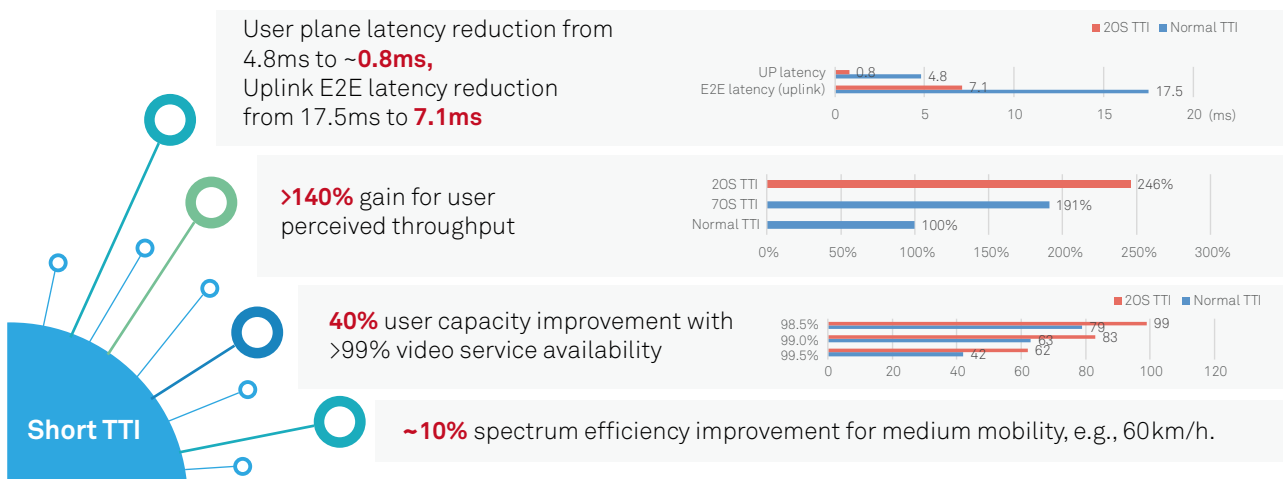 User plane latency reduction from
4.8ms to ~0.8ms,
Uplink E2E latency reduction
from 17.5ms to 7.1ms
2OS TTI Normal TTI
UP latency 0.8 4.8
E2E latency (uplink) 7.1 17.5
0 5 10 15 20 (ms)
>140% gain for user
perceived throughput
2OS TTI 246%
7OS TTI 191%
Normal TTI 100%
0% 50% 100% 150% 200% 250% 300%
40% user capacity improvement with
>99% video service availability
2OS TTI Normal TTI
98.5% 99 79
99.0% 83 63
99.5% 62 42
0 20 40 60 80 100 120
Short TTI
~10% spectrum efficiency improvement for medium mobility, e.g., 60km/h.